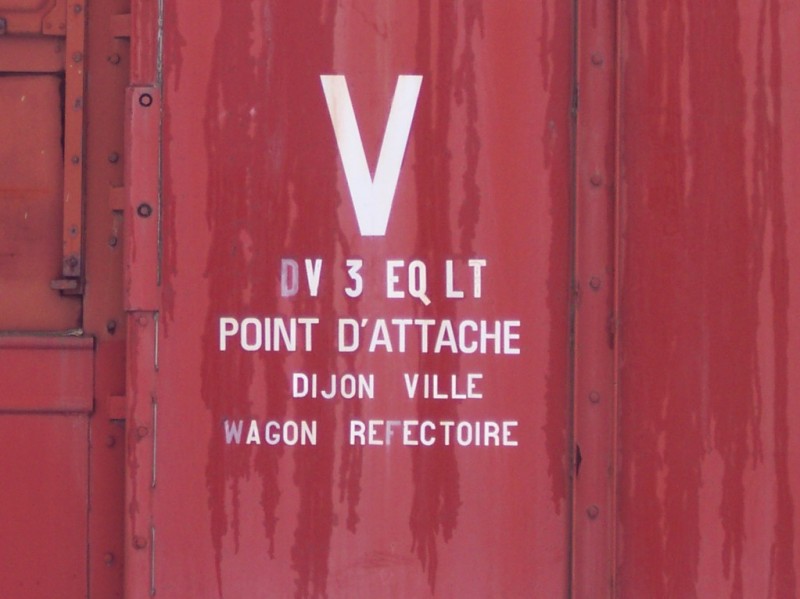 V
DV 3 EQ LT
POINT D'ATTACHE
DIJON VILLE
WAGON REFECTOIRE